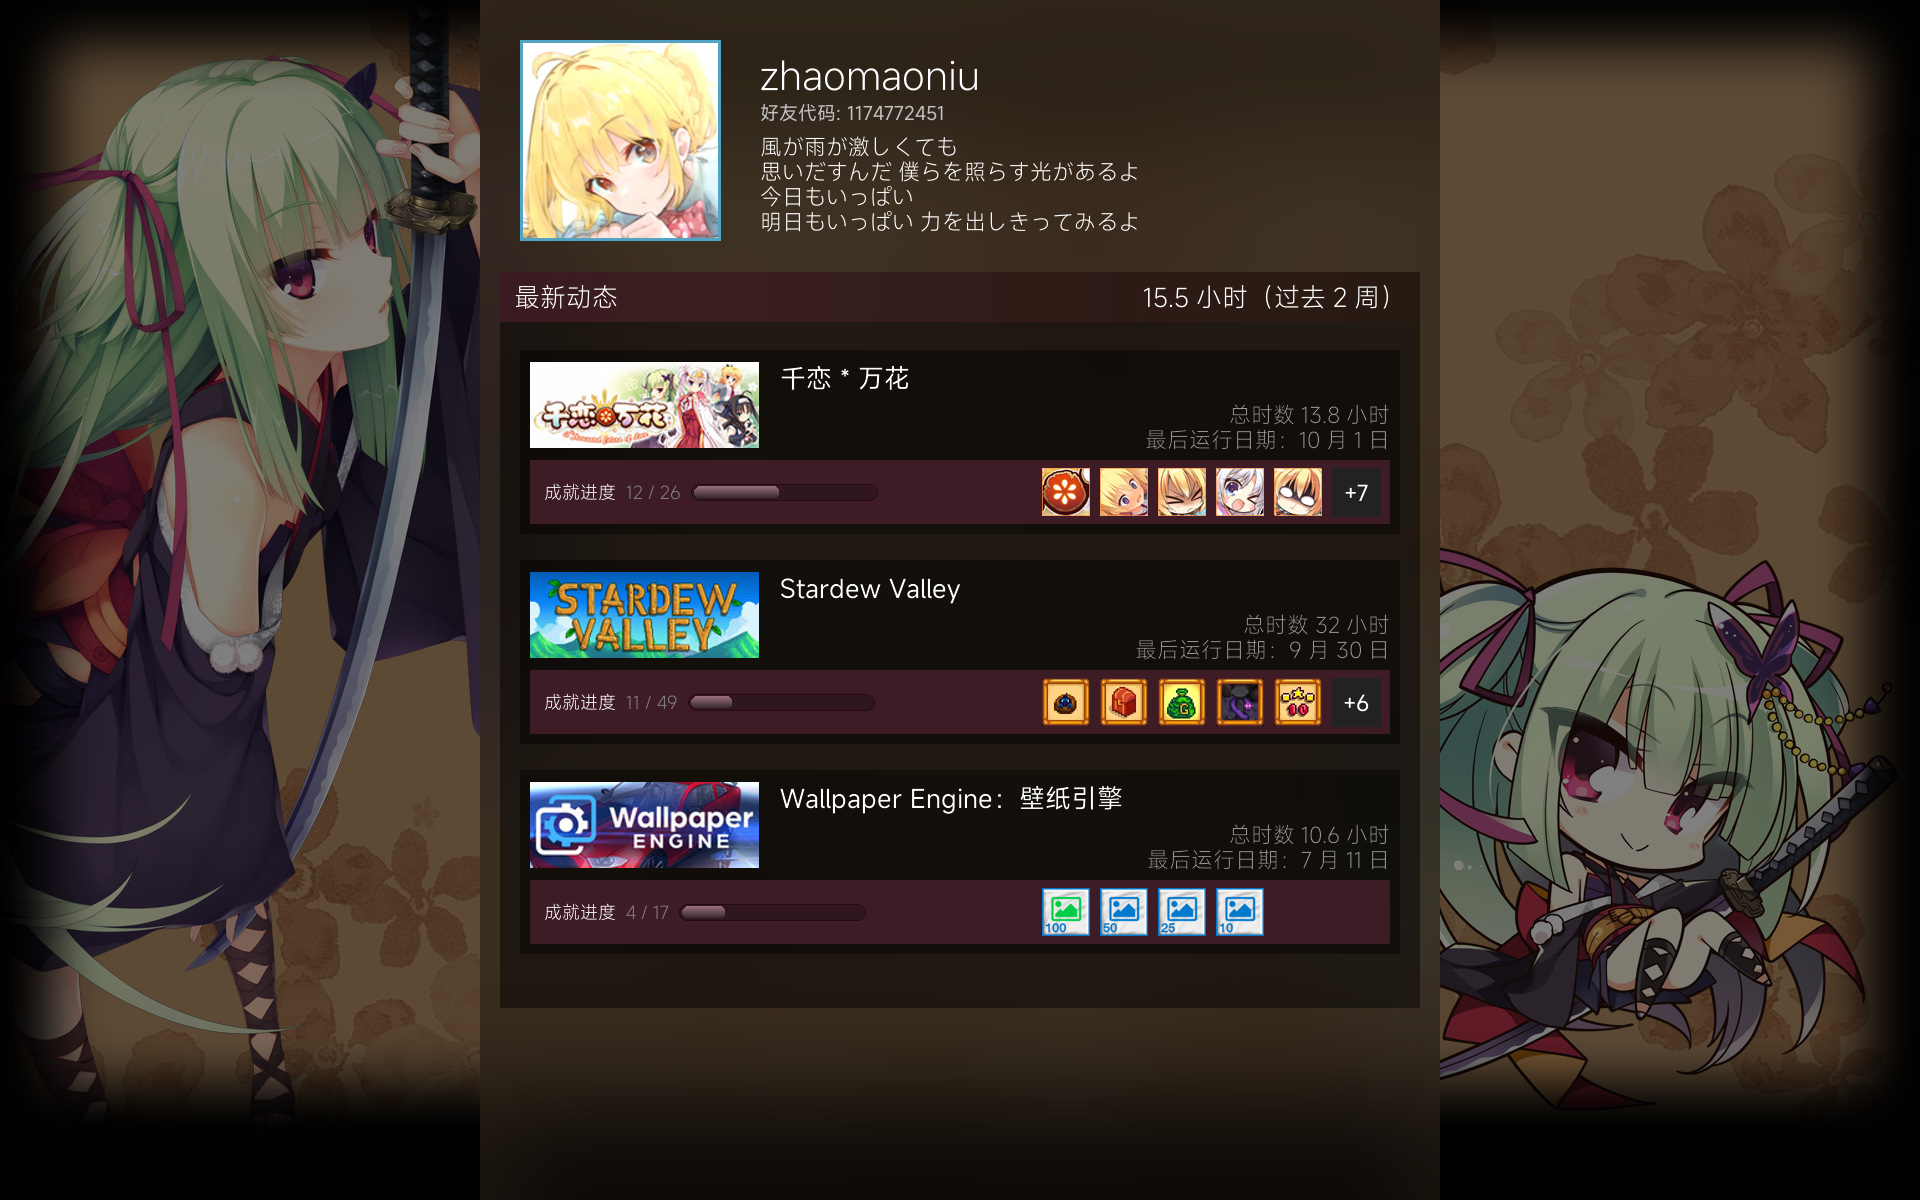 zhaomaoniu
好友代码: 1174772451
風が雨が激しくても
思いだすんだ 僕らを照らす光があるよ
今日もいっぱい
明日もいっぱい 力を出しきってみるよ
最新动态
15.5 小时（过去 2 周）
千恋*万花
千恋 * 万花
总时数 13.8 小时
最后运行日期：10 月 1 日
成就进度 12 / 26
+7
STARDEW
VALLEY
Stardew Valley
总时数 32 小时
最后运行日期：9 月 30 日
成就进度 11 / 49
G
10
+6
Wallpaper
ENGINE
Wallpaper Engine：壁纸引擎
总时数 10.6 小时
最后运行日期：7 月 11 日
成就进度 4 / 17
100
50
25
10